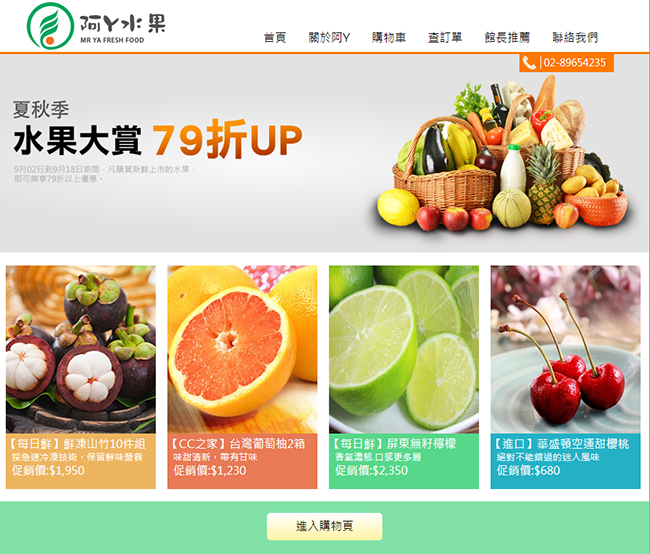 阿Y水果
MR YA FRESH FOOD
首頁 關於阿Y 購物車 查訂單 館長推薦 聯絡我們
02-89654235
夏秋季
水果大賞 79折UP
9月02日到9月18日期間，凡購買新鮮上市的水果，
即可樂享79折以上優惠。
【每日鮮】鮮凍山竹10件組
採急速冷凍技術，保留鮮味營養
促銷價:$1,950
【CC之家】台灣葡萄柚2箱
味甜清新，帶有甘味
促銷價:$1,230
【每日鮮】屏東無籽檸檬
香氣濃郁.口感更多層
促銷價:$2,350
【進口】華盛頓空運甜櫻桃
絕對不能錯過的迷人風味
促銷價:$680
進入購物頁